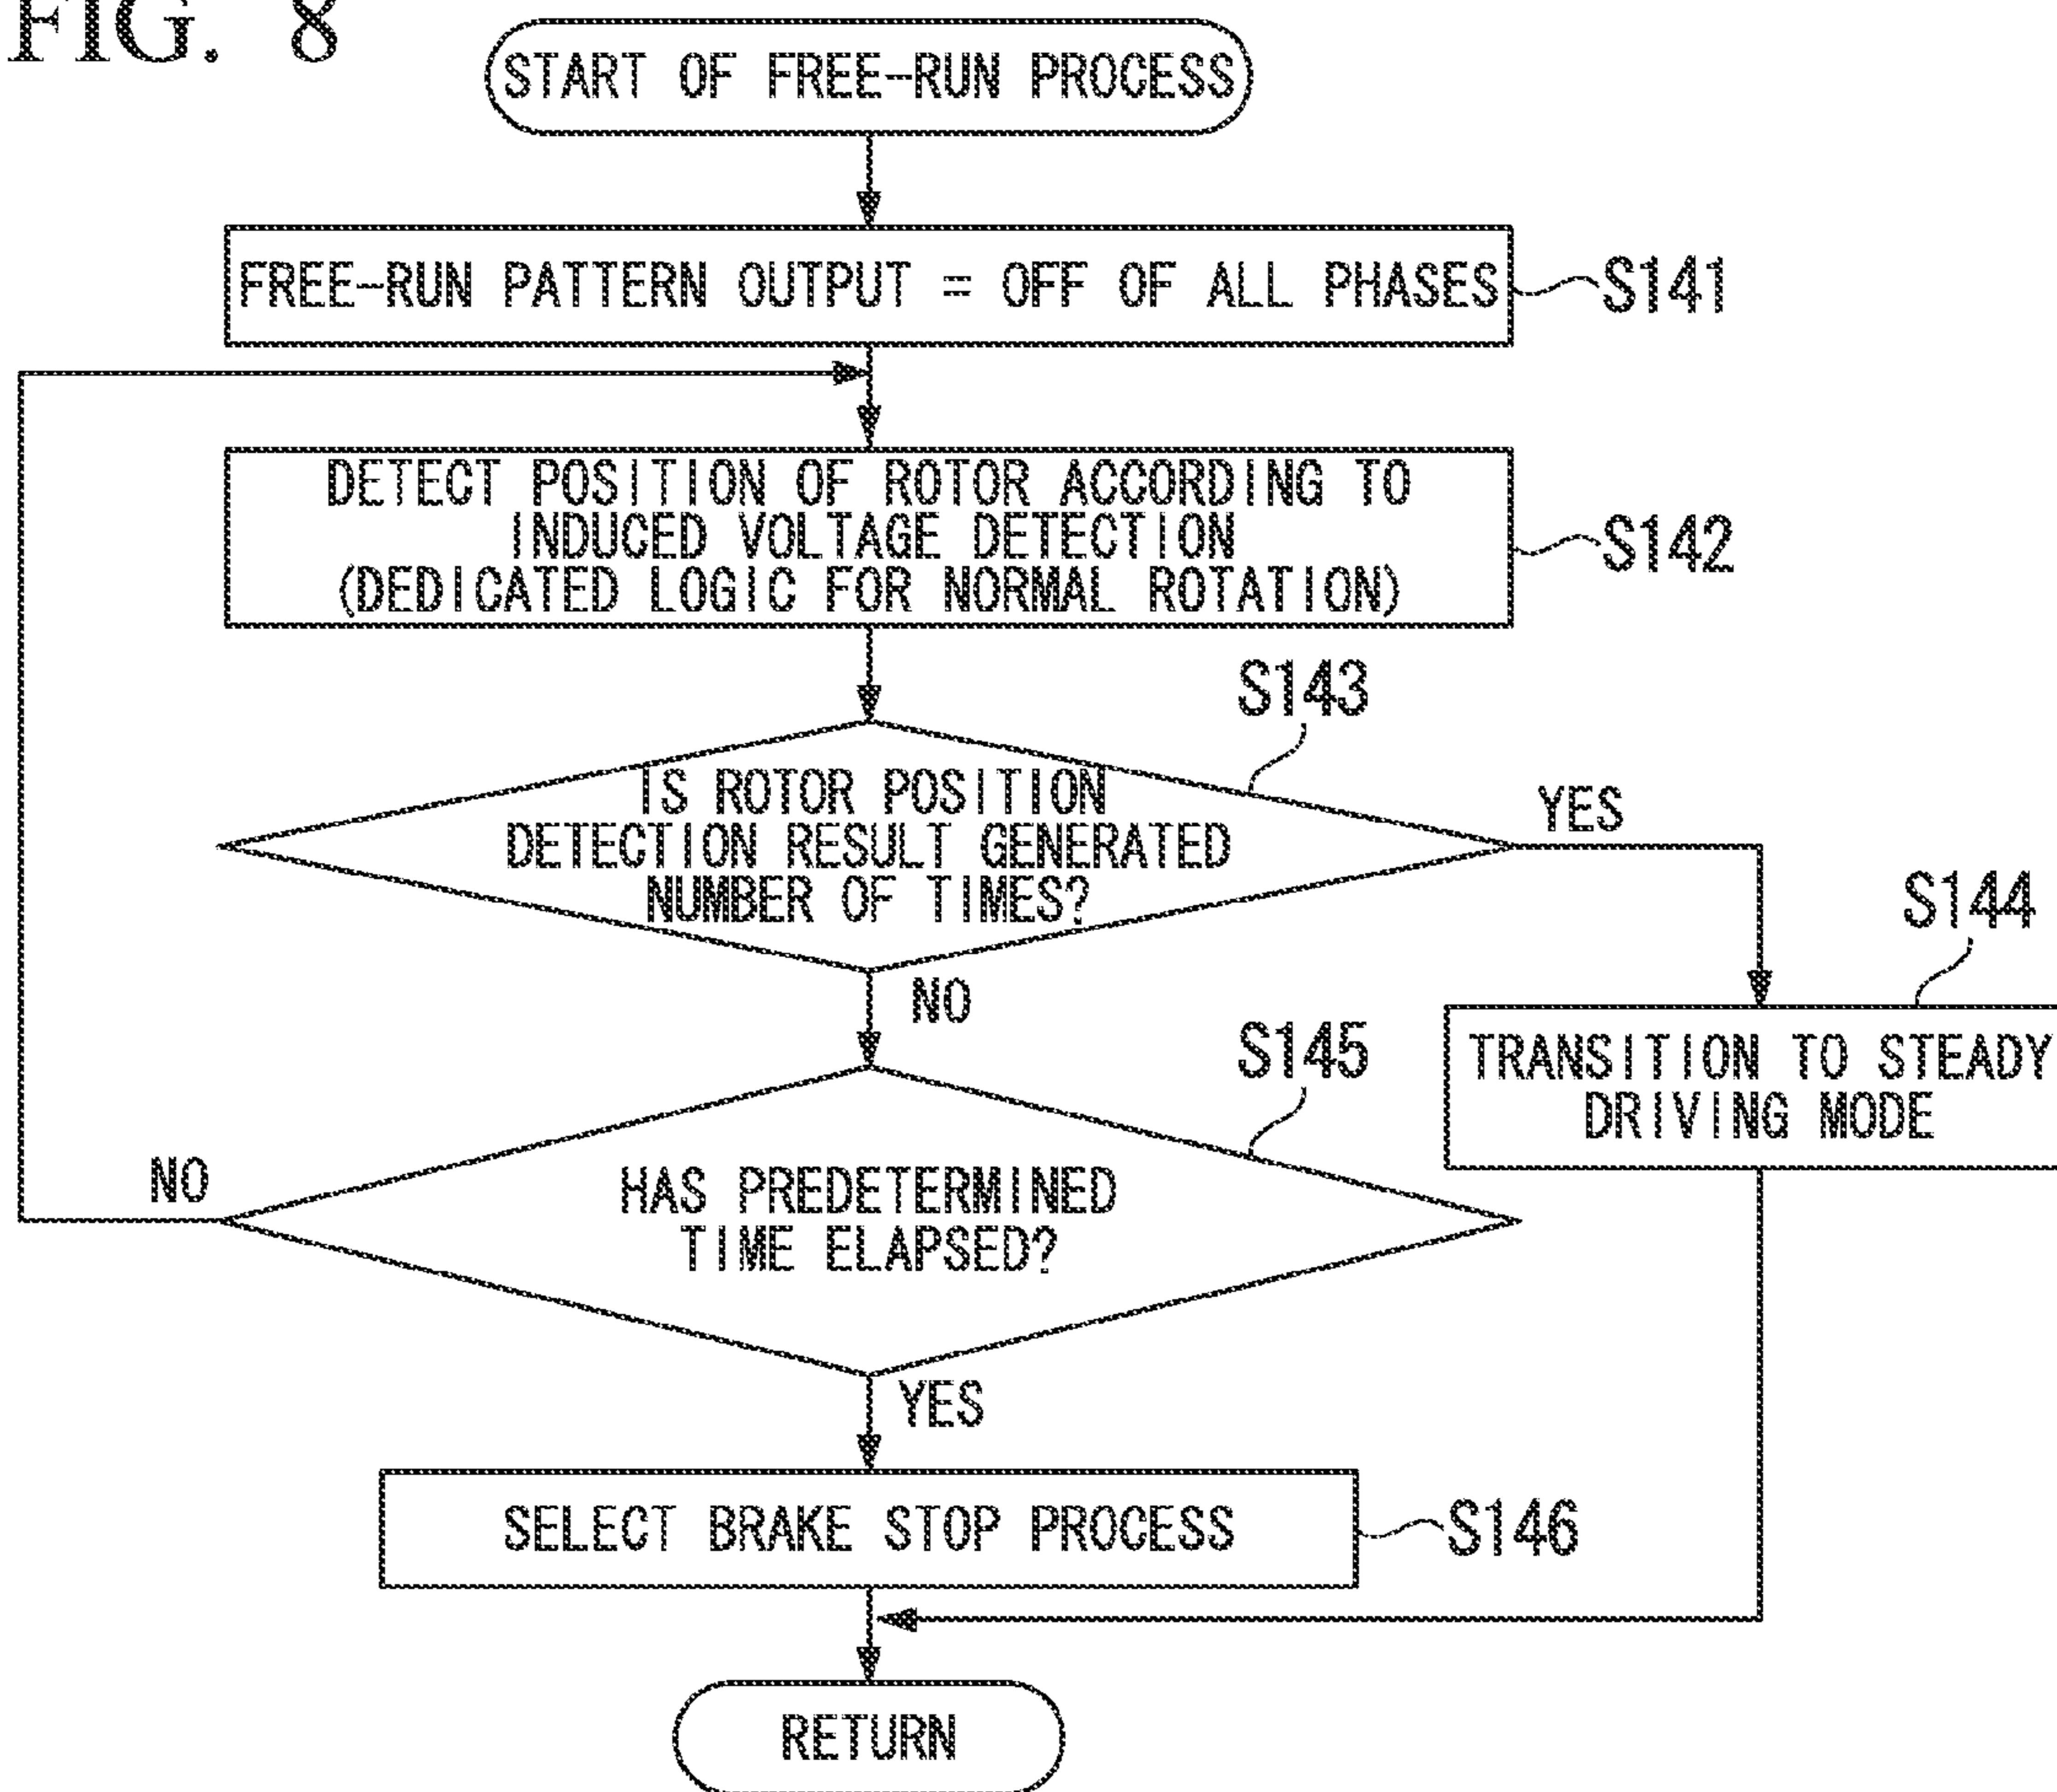 FIG. 8
START OF FREE-RUN PROCESS
FREE-RUN PATTERN OUTPUT = OFF OF ALL PHASES
S141
DETECT POSITION OF ROTOR ACCORDING TO
INDUCED VOLTAGE DETECTION
(DEDICATED LOGIC FOR NORMAL ROTATION)
S142
S143
IS ROTOR POSITION
DETECTION RESULT GENERATED
NUMBER OF TIMES?
YES
NO
S144
TRANSITION TO STEADY
DRIVING MODE
S145
HAS PREDETERMINED
TIME ELAPSED?
NO
YES
SELECT BRAKE STOP PROCESS
S146
RETURN